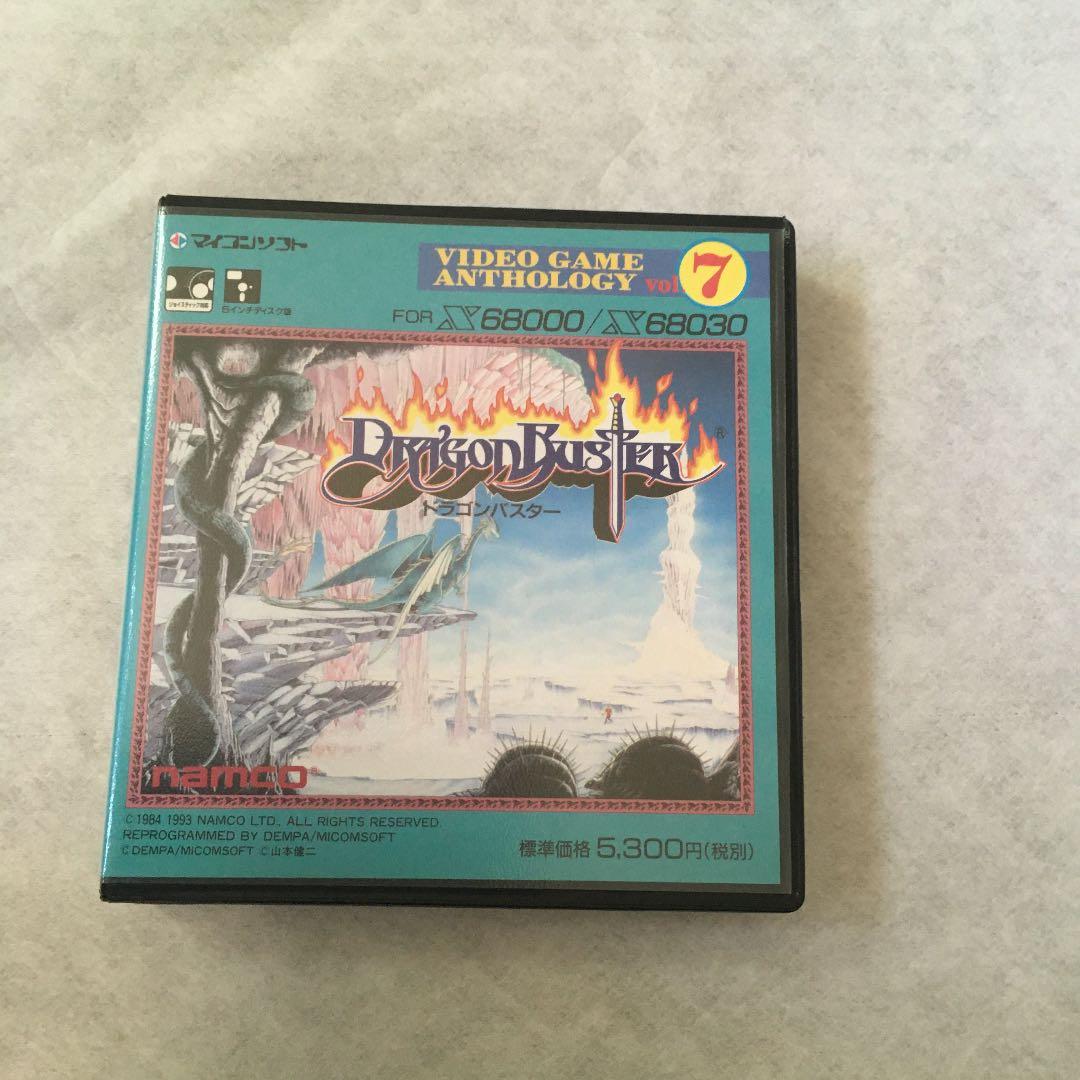 マイコンソフト
VIDEO GAME
ANTHOLOGY vol 7
ジョイスティック対応
5インチディスク版
FOR X68000/X68030
DRAGON BUSTER ®
ドラゴンバスター
namco®
© 1984 1993 NAMCO LTD., ALL RIGHTS RESERVED.
REPROGRAMMED BY DEMPA/MICOMSOFT
© DEMPA/MICOMSOFT ©山本健二
標準価格 5,300円(税別)